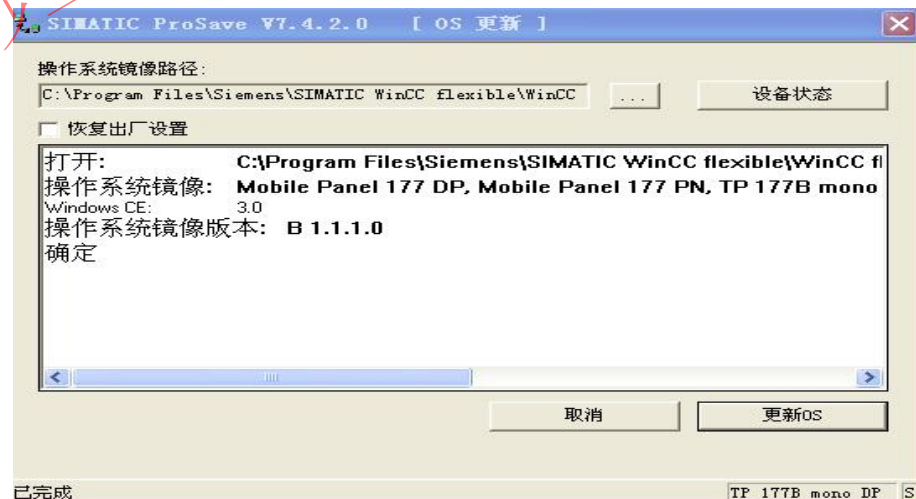 SIMATIC ProSave V7.4.2.0 [ OS 更新 ]
操作系统镜像路径:
C:\Program Files\Siemens\SIMATIC WinCC flexible\WinCC
...
设备状态
恢复出厂设置
打开: C:\Program Files\Siemens\SIMATIC WinCC flexible\WinCC fl
操作系统镜像: Mobile Panel 177 DP, Mobile Panel 177 PN, TP 177B mono
Windows CE: 3.0
操作系统镜像版本: B 1.1.1.0
确定
取消
更新OS
已完成
TP 177B mono DP
S